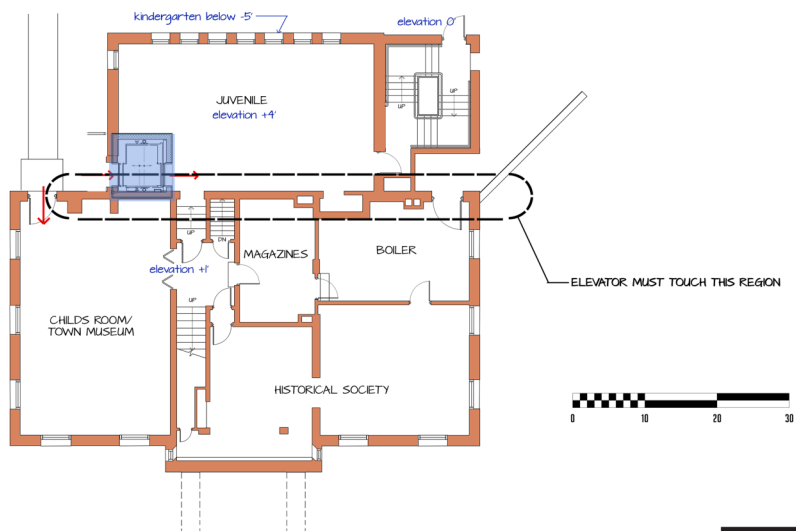 kindergarten below -5'
elevation 0'
JUVENILE
elevation +4'
UP
UP
UP
DN
MAGAZINES
BOILER
elevation +1'
ELEVATOR MUST TOUCH THIS REGION
UP
CHILDS ROOM/
TOWN MUSEUM
HISTORICAL SOCIETY
0 10 20 30